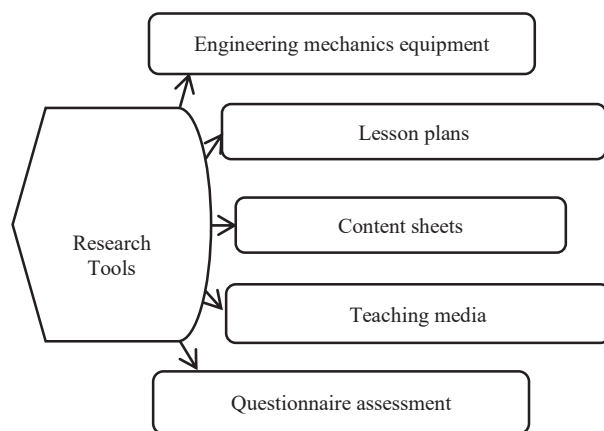 Engineering mechanics equipment
Lesson plans
Content sheets
Research
Tools
Teaching media
Questionnaire assessment